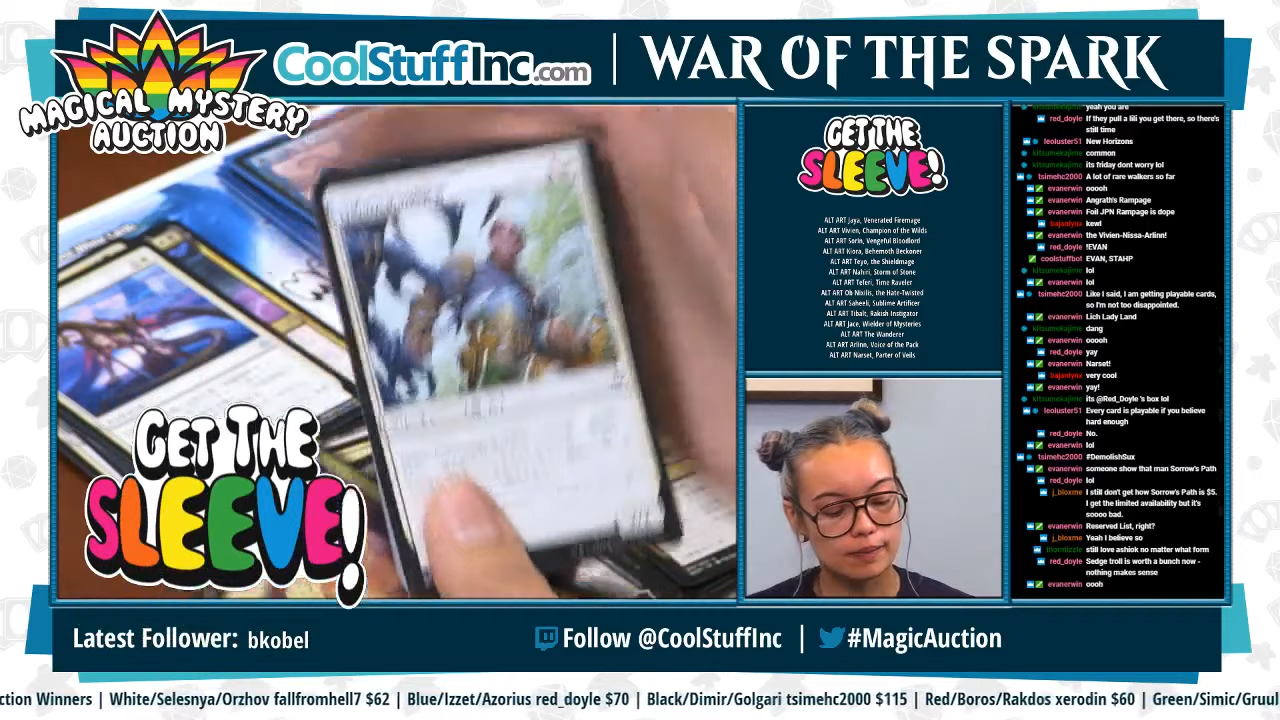 MAGICAL MYSTERY
AUCTION
CoolStuffInc.com
WAR OF THE SPARK
GET THE
SLEEVE!
GET THE
SLEEVE!
ALT ART Jaya, Venerated Firemage
ALT ART Vivien, Champion of the Wilds
ALT ART Sorin, Vengeful Bloodlord
ALT ART Kiora, Behemoth Beckoner
ALT ART Teyo, the Shieldmage
ALT ART Nahiri, Storm of Stone
ALT ART Teferi, Time Raveler
ALT ART Ob Nixilis, the Hate-Twisted
ALT ART Saheeli, Sublime Artificer
ALT ART Tibalt, Rakish Instigator
ALT ART Jace, Wielder of Mysteries
ALT ART The Wanderer
ALT ART Arlinn, Voice of the Pack
ALT ART Narset, Parter of Veils
kitsumekajime yeah you are
red_doyle If they pull a lili you get there, so there's
still time
leoluster51 New Horizons
kitsumekajime common
kitsumekajime its friday dont worry lol
tsimehc2000 A lot of rare walkers so far
evanerwin ooooh
evanerwin Angrath's Rampage
evanerwin Foil JPN Rampage is dope
bajanlynx kewl
evanerwin the Vivien-Nissa-Arlinn!
red_doyle !EVAN
coolstuffbot EVAN, STAHP
kitsumekajime lol
evanerwin lol
tsimehc2000 Like I said, I am getting playable cards,
so I'm not too disappointed.
evanerwin Lich Lady Land
kitsumekajime dang
evanerwin ooooh
red_doyle yay
evanerwin Narset!
bajanlynx very cool
evanerwin yay!
kitsumekajime its @Red_Doyle 's box lol
leoluster51 Every card is playable if you believe
hard enough
red_doyle No.
evanerwin lol
tsimehc2000 #DemolishSux
evanerwin someone show that man Sorrow's Path
red_doyle lol
j_bloxme I still don't get how Sorrow's Path is $5.
I get the limited availability but it's
soooo bad.
evanerwin Reserved List, right?
j_bloxme Yeah I believe so
still love ashiok no matter what form
red_doyle Sedge troll is worth a bunch now -
nothing makes sense
evanerwin oooh
Latest Follower: bkobel
Follow @CoolStuffInc | #MagicAuction
ction Winners | White/Selesnya/Orzhov fallfromhell7 $62 | Blue/Izzet/Azorius red_doyle $70 | Black/Dimir/Golgari tsimehc2000 $115 | Red/Boros/Rakdos xerodin $60 | Green/Simic/Gruul